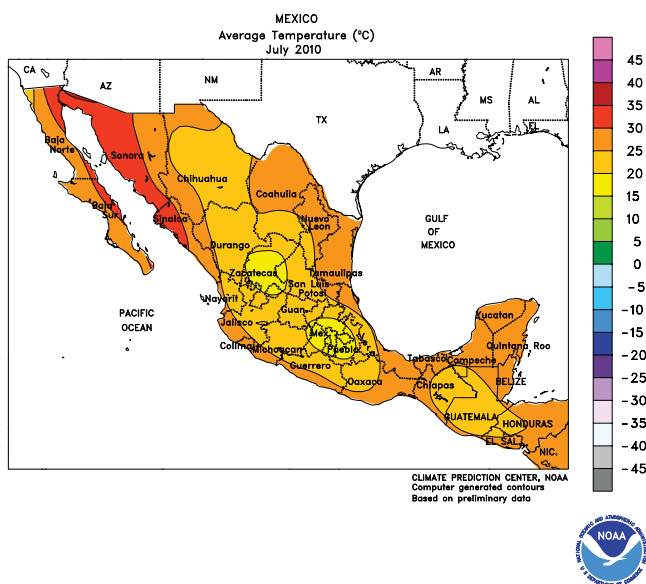 MEXICO
Average Temperature (°C)
July 2010
CA
AZ
NM
TX
AR
LA
MS
AL
FL
Baja
Norte
Sonora
Chihuahua
Coahuila
Baja
Sur
Sinaloa
Nuevo
Leon
Durango
Zacatecas
Tamaulipas
San Luis
Potosi
Nayarit
Guan.
Jalisco
Mex.
Ver.
Colima
Michoacan
Puebla
Guerrero
Oaxaca
Tabasco
Campeche
Chiapas
Yucatan
Quintana Roo
BELIZE
GUATEMALA
HONDURAS
EL SAL.
NIC.
GULF
OF
MEXICO
PACIFIC
OCEAN
45
40
35
30
25
20
15
10
5
0
-5
-10
-15
-20
-25
-30
-35
-40
-45
CLIMATE PREDICTION CENTER, NOAA
Computer generated contours
Based on preliminary data
NOAA